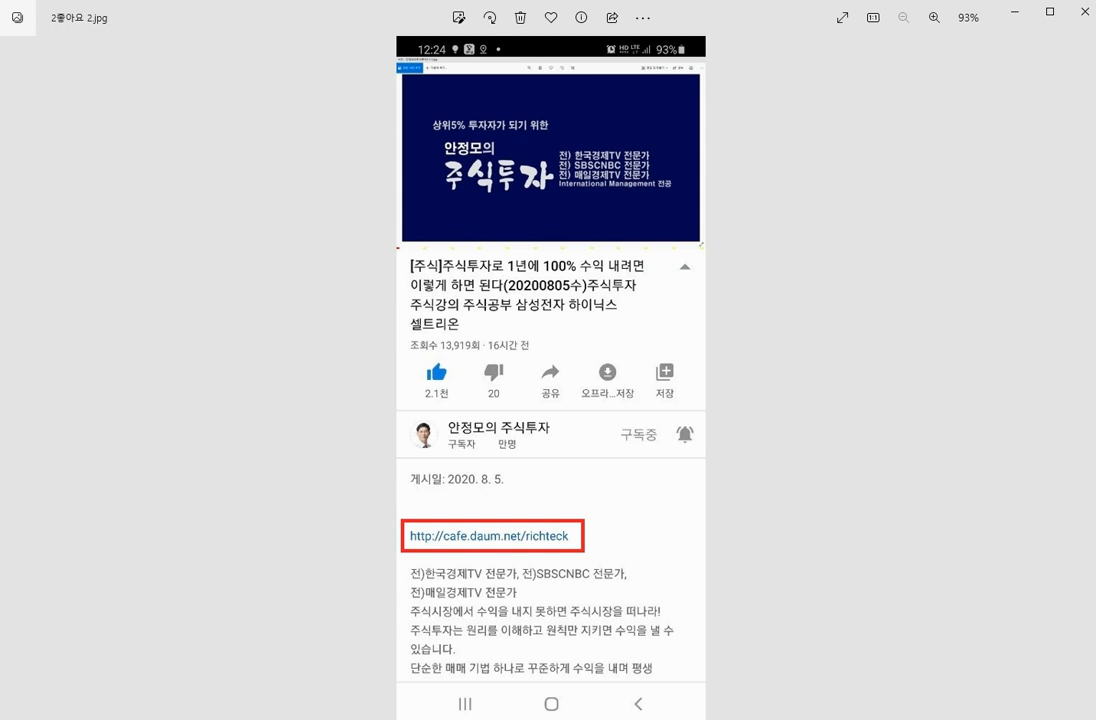 2좋아요 2.jpg
93%
12:24
HD LTE
93%
상위5% 투자자가 되기 위한
안정모의
주식투자
전) 한국경제TV 전문가
전) SBSCNBC 전문가
전) 매일경제TV 전문가
International Management 전공
[주식]주식투자로 1년에 100% 수익 내려면
이렇게 하면 된다(20200805수)주식투자
주식강의 주식공부 삼성전자 하이닉스
셀트리온
조회수 13,919회 · 16시간 전
2.1천
20
공유
오프라...저장
저장
안정모의 주식투자
구독자 만명
구독중
게시일: 2020. 8. 5.
http://cafe.daum.net/richteck
전)한국경제TV 전문가, 전)SBSCNBC 전문가,
전)매일경제TV 전문가
주식시장에서 수익을 내지 못하면 주식시장을 떠나라!
주식투자는 원리를 이해하고 원칙만 지키면 수익을 낼 수
있습니다.
단순한 매매 기법 하나로 꾸준하게 수익을 내며 평생